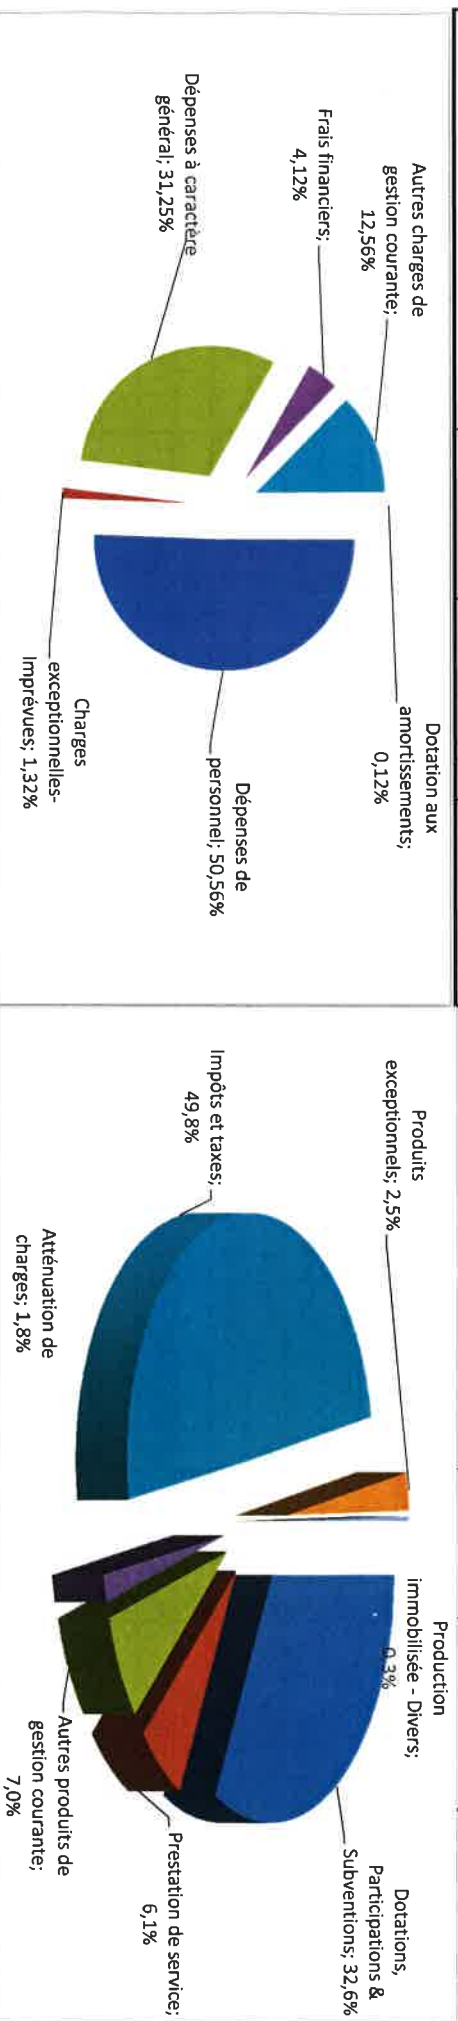 Autres charges de
gestion courante;
12,56%
Frais financiers;
4,12%
Dépenses à caractère
général; 31,25%
Dotation aux
amortissements;
0,12%
Dépenses de
personnel; 50,56%
Charges
exceptionnelles-
Imprévues; 1,32%
Produits
exceptionnels; 2,5%
Impôts et taxes;
49,8%
Atténuation de
charges; 1,8%
Production
immobilisée - Divers;
0,3%
Dotations,
Participations &
Subventions; 32,6%
Prestation de service;
6,1%
Autres produits de
gestion courante;
7,0%